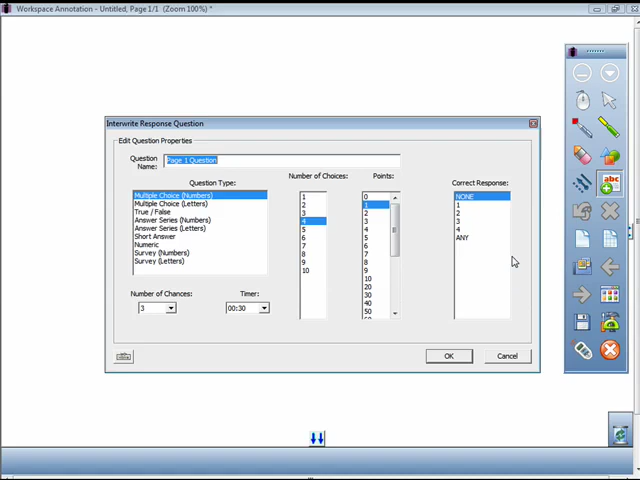 Workspace Annotation - Untitled, Page 1/1 (Zoom 100%) *
Interwrite Response Question
Edit Question Properties
Question Name:
Page 1 Question
Question Type:
Multiple Choice (Numbers)
Multiple Choice (Letters)
True / False
Answer Series (Numbers)
Answer Series (Letters)
Short Answer
Numeric
Survey (Numbers)
Survey (Letters)
Number of Choices:
1
2
3
4
5
6
7
8
9
10
Points:
0
1
2
3
4
5
6
7
8
9
10
20
30
40
50
60
Correct Response:
NONE
1
2
3
4
ANY
Number of Chances:
3
Timer:
00:30
OK
Cancel
abc